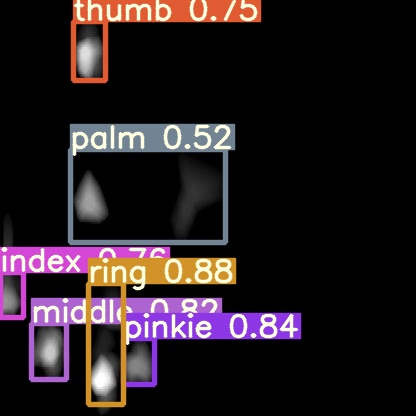 thumb 0.75
palm 0.52
index 0.76
ring 0.88
middle 0.82
pinkie 0.84